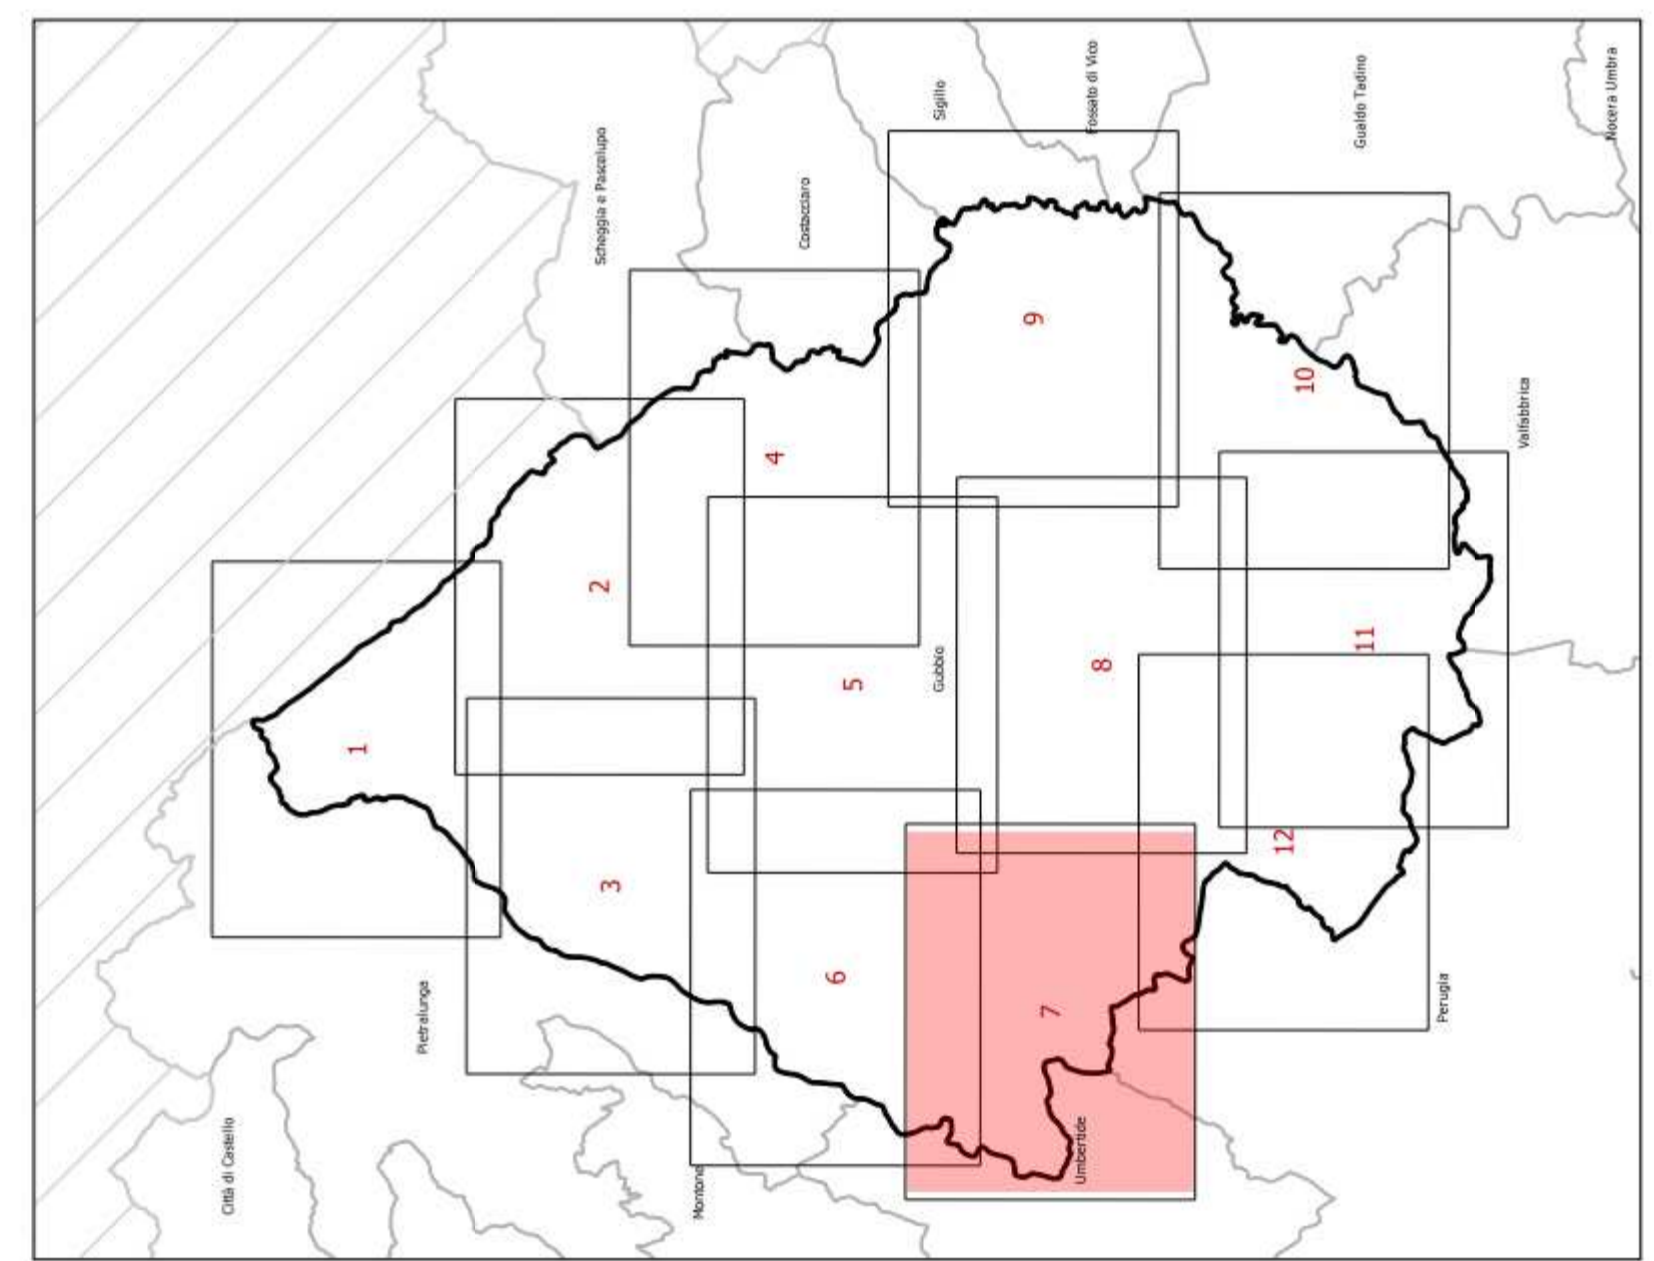 Città di Castello
Pietralunga
Montone
Umbertide
Perugia
Gubbio
Scheggia e Pascelupo
Costacciaro
Sigillo
Fossato di Vico
Gualdo Tadino
Nocera Umbra
Valfabbrica
1
2
3
4
5
6
7
8
9
10
11
12